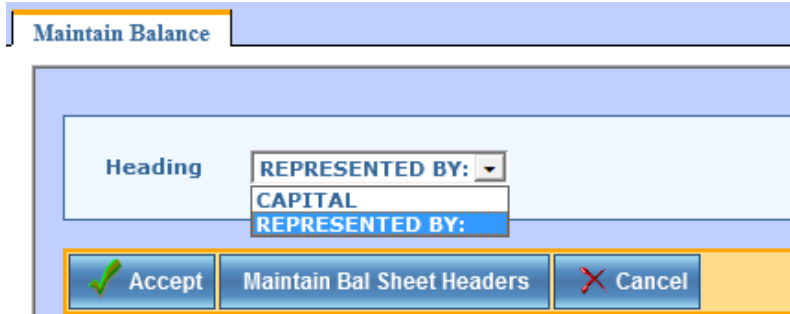 Maintain Balance
Heading REPRESENTED BY:
CAPITAL
REPRESENTED BY:
Accept Maintain Bal Sheet Headers Cancel